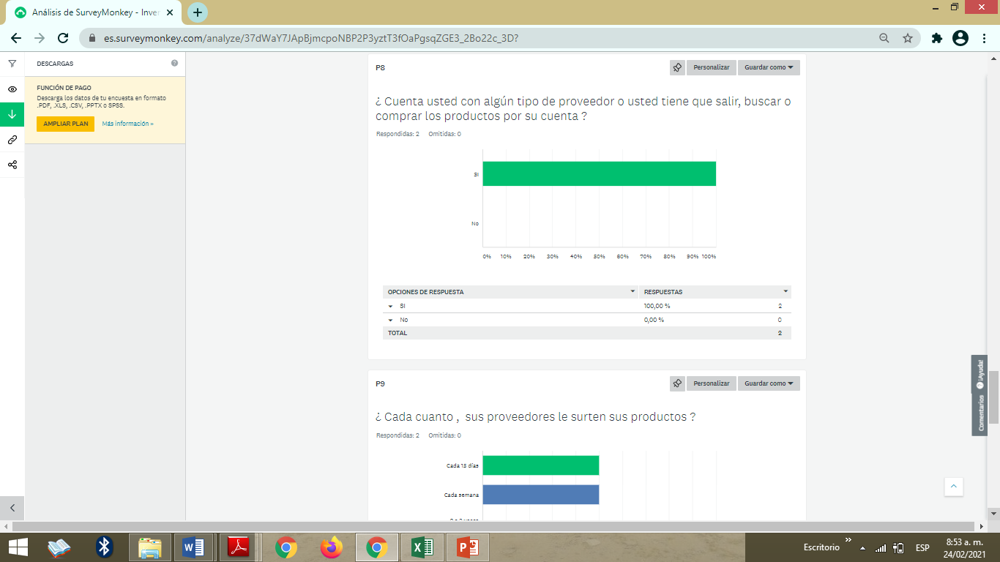 Análisis de SurveyMonkey - Inver
es.surveymonkey.com/analyze/37dWaY7JApBjmcpoNBP2P3yztT3fOaPgsqZGE3_2Bo22c_3D?
DESCARGAS
FUNCIÓN DE PAGO
Descarga los datos de tu encuesta en formato
.PDF, .XLS, .CSV, .PPTX o SPSS.
AMPLIAR PLAN Más información »
P8
Personalizar Guardar como
¿ Cuenta usted con algún tipo de proveedor o usted tiene que salir, buscar o
comprar los productos por su cuenta ?
Respondidas: 2 Omitidas: 0
SI
No
0% 10% 20% 30% 40% 50% 60% 70% 80% 90% 100%
OPCIONES DE RESPUESTA RESPUESTAS
SI 100,00 % 2
No 0,00 % 0
TOTAL 2
P9
Personalizar Guardar como
¿ Cada cuanto , sus proveedores le surten sus productos ?
Respondidas: 2 Omitidas: 0
Cada 15 días
Cada semana
Comentarios ¡Ayuda!
Escritorio
ESP
8:53 a. m.
24/02/2021